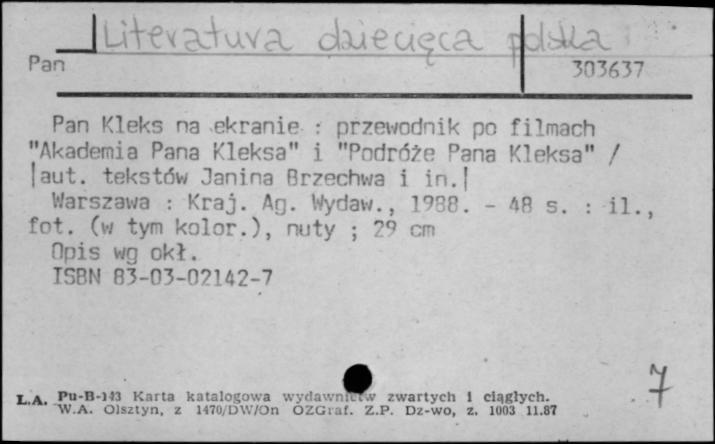 Literatura dziecięca polska
Pan 303637
Pan Kleks na ekranie : przewodnik po filmach
"Akademia Pana Kleksa" i "Podróże Pana Kleksa" /
|aut. tekstów Janina Brzechwa i in.|
Warszawa : Kraj. Ag. Wydaw., 1988. - 48 s. : il.,
fot. (w tym kolor.), nuty ; 29 cm
Opis wg okł.
ISBN 83-03-02142-7
7
L.A. Pu-B-143 Karta katalogowa wydawnictw zwartych i ciągłych.
W.A. Olsztyn, z 1470/DW/On OZGraf. Z.P. Dz-wo, z. 1003 11.87